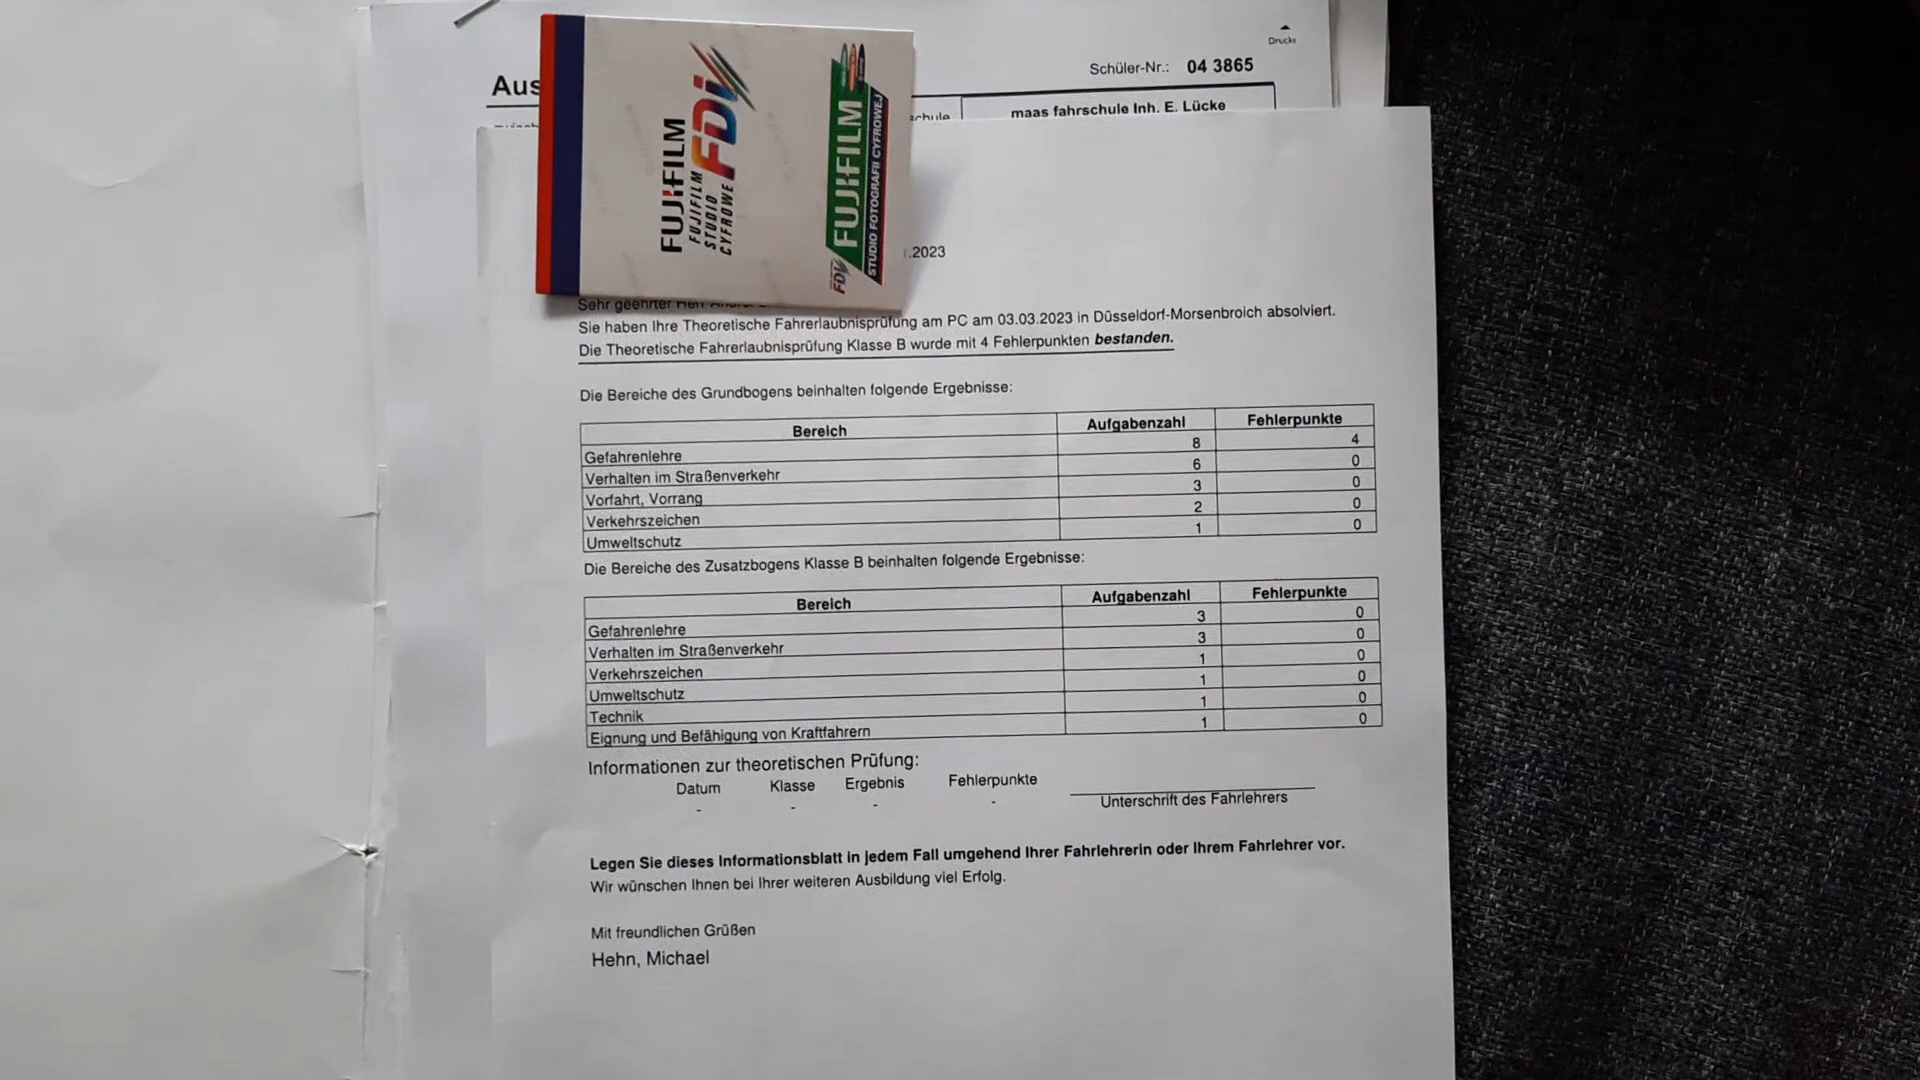 Drucke
Schüler-Nr.: 04 3865
Aus
maas fahrschule Inh. E. Lücke
FUJIFILM
FUJIFILM
STUDIO
CYFROWE
FDi
FDi
FUJIFILM
STUDIO FOTOGRAFII CYFROWEJ
.2023
Sehr geehrter Herr
Sie haben Ihre Theoretische Fahrerlaubnisprüfung am PC am 03.03.2023 in Düsseldorf-Morsenbroich absolviert.
Die Theoretische Fahrerlaubnisprüfung Klasse B wurde mit 4 Fehlerpunkten bestanden.
Die Bereiche des Grundbogens beinhalten folgende Ergebnisse:
Bereich Aufgabenzahl Fehlerpunkte
Gefahrenlehre 8 4
Verhalten im Straßenverkehr 6 0
Vorfahrt, Vorrang 3 0
Verkehrszeichen 2 0
Umweltschutz 1 0
Die Bereiche des Zusatzbogens Klasse B beinhalten folgende Ergebnisse:
Bereich Aufgabenzahl Fehlerpunkte
Gefahrenlehre 3 0
Verhalten im Straßenverkehr 3 0
Verkehrszeichen 1 0
Umweltschutz 1 0
Technik 1 0
Eignung und Befähigung von Kraftfahrern 1 0
Informationen zur theoretischen Prüfung:
Datum Klasse Ergebnis Fehlerpunkte
- - - -
Unterschrift des Fahrlehrers
Legen Sie dieses Informationsblatt in jedem Fall umgehend Ihrer Fahrlehrerin oder Ihrem Fahrlehrer vor.
Wir wünschen Ihnen bei Ihrer weiteren Ausbildung viel Erfolg.
Mit freundlichen Grüßen
Hehn, Michael